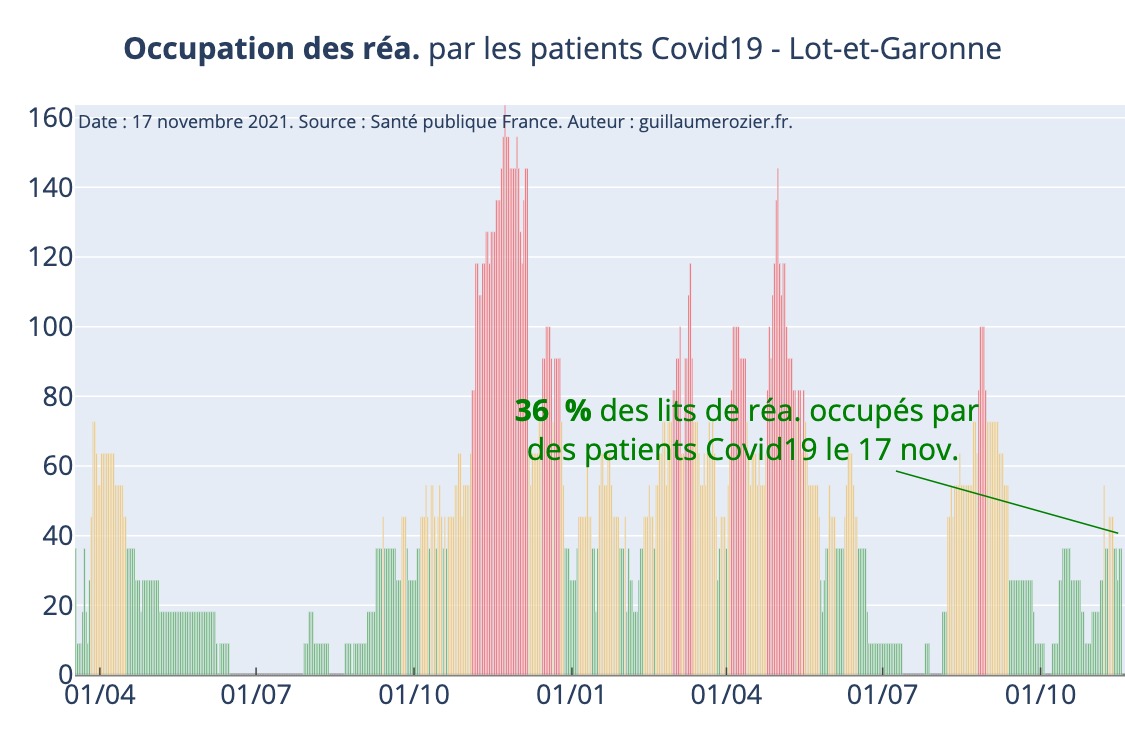 Occupation des réa. par les patients Covid19 - Lot-et-Garonne
160
Date : 17 novembre 2021. Source : Santé publique France. Auteur : guillaumerozier.fr.
140
120
100
80
36 % des lits de réa. occupés par
des patients Covid19 le 17 nov.
60
40
20
0
01/04 01/07 01/10 01/01 01/04 01/07 01/10